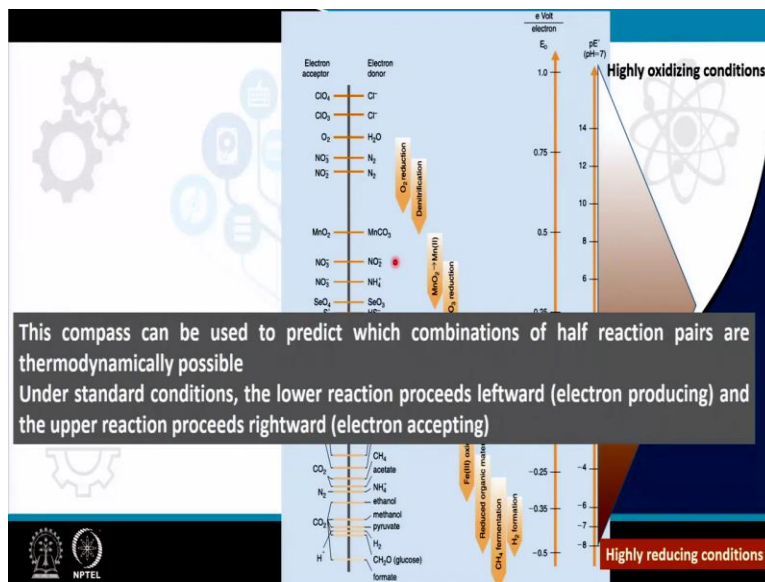 e Volt
electron
E₀
pE°
(pH=7)
Electron acceptor
Electron donor
Highly oxidizing conditions
1.0
0.75
0.5
14
12
10
8
6
ClO₄ Cl⁻
ClO₃ Cl⁻
O₂ H₂O
NO₃⁻ N₂
NO₂⁻ N₂
MnO₂ MnCO₃
NO₃⁻ NO₂⁻
NO₃⁻ NH₄⁺
SeO₄ SeO₃
O₂ reduction
Denitrification
MnO₂→Mn(II)
This compass can be used to predict which combinations of half reaction pairs are
thermodynamically possible
Under standard conditions, the lower reaction proceeds leftward (electron producing) and
the upper reaction proceeds rightward (electron accepting)
CH₄
CO₂ acetate
NH₄⁺
N₂ ethanol
methanol
CO₂ pyruvate
H₂
H⁺ CH₂O (glucose)
formate
Reduced organic
CH₄ fermentation
H₂ formation
−0.25
−0.35
−0.5
−4
−6
−7
−8
Highly reducing conditions
NPTEL